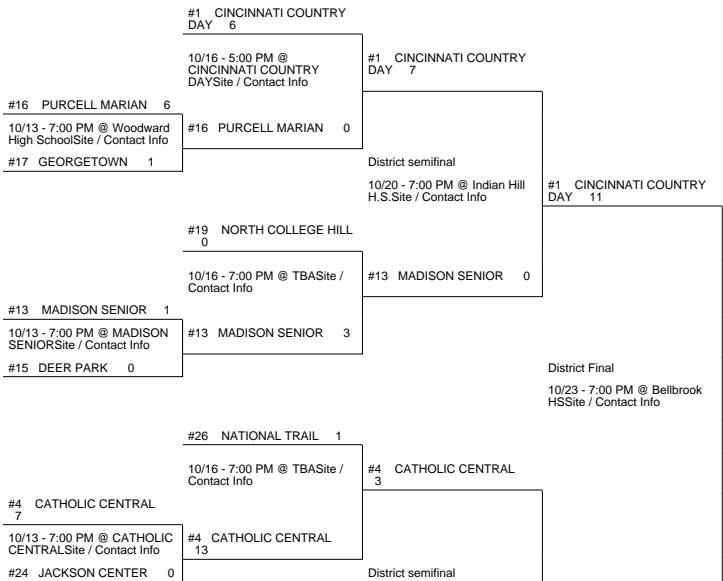 #1 CINCINNATI COUNTRY
DAY 6
10/16 - 5:00 PM @
CINCINNATI COUNTRY
DAYSite / Contact Info
#1 CINCINNATI COUNTRY
DAY 7
#16 PURCELL MARIAN 6
10/13 - 7:00 PM @ Woodward
High SchoolSite / Contact Info
#16 PURCELL MARIAN 0
#17 GEORGETOWN 1
District semifinal
10/20 - 7:00 PM @ Indian Hill
H.S.Site / Contact Info
#1 CINCINNATI COUNTRY
DAY 11
#19 NORTH COLLEGE HILL
0
10/16 - 7:00 PM @ TBASite /
Contact Info
#13 MADISON SENIOR 0
#13 MADISON SENIOR 1
10/13 - 7:00 PM @ MADISON
SENIORSite / Contact Info
#13 MADISON SENIOR 3
#15 DEER PARK 0
District Final
10/23 - 7:00 PM @ Bellbrook
HSSite / Contact Info
#26 NATIONAL TRAIL 1
10/16 - 7:00 PM @ TBASite /
Contact Info
#4 CATHOLIC CENTRAL
3
#4 CATHOLIC CENTRAL
7
10/13 - 7:00 PM @ CATHOLIC
CENTRALSite / Contact Info
#4 CATHOLIC CENTRAL
13
#24 JACKSON CENTER 0
District semifinal